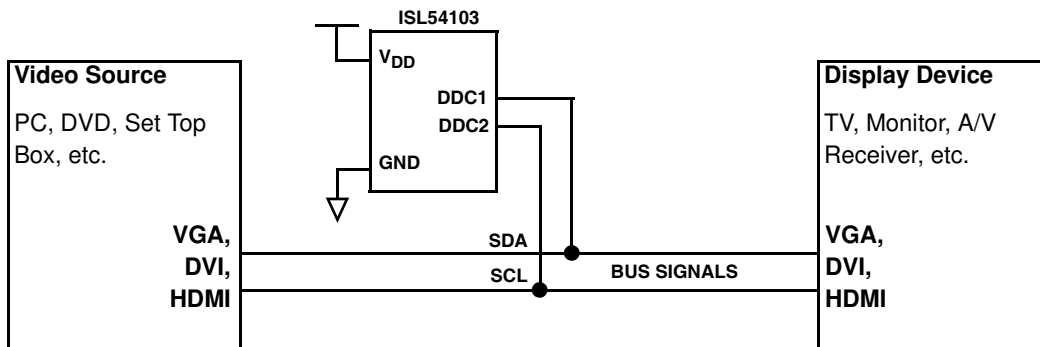 ISL54103
VDD
DDC1
DDC2
GND
Video Source
PC, DVD, Set Top
Box, etc.
VGA,
DVI,
HDMI
SDA
SCL
BUS SIGNALS
Display Device
TV, Monitor, A/V
Receiver, etc.
VGA,
DVI,
HDMI